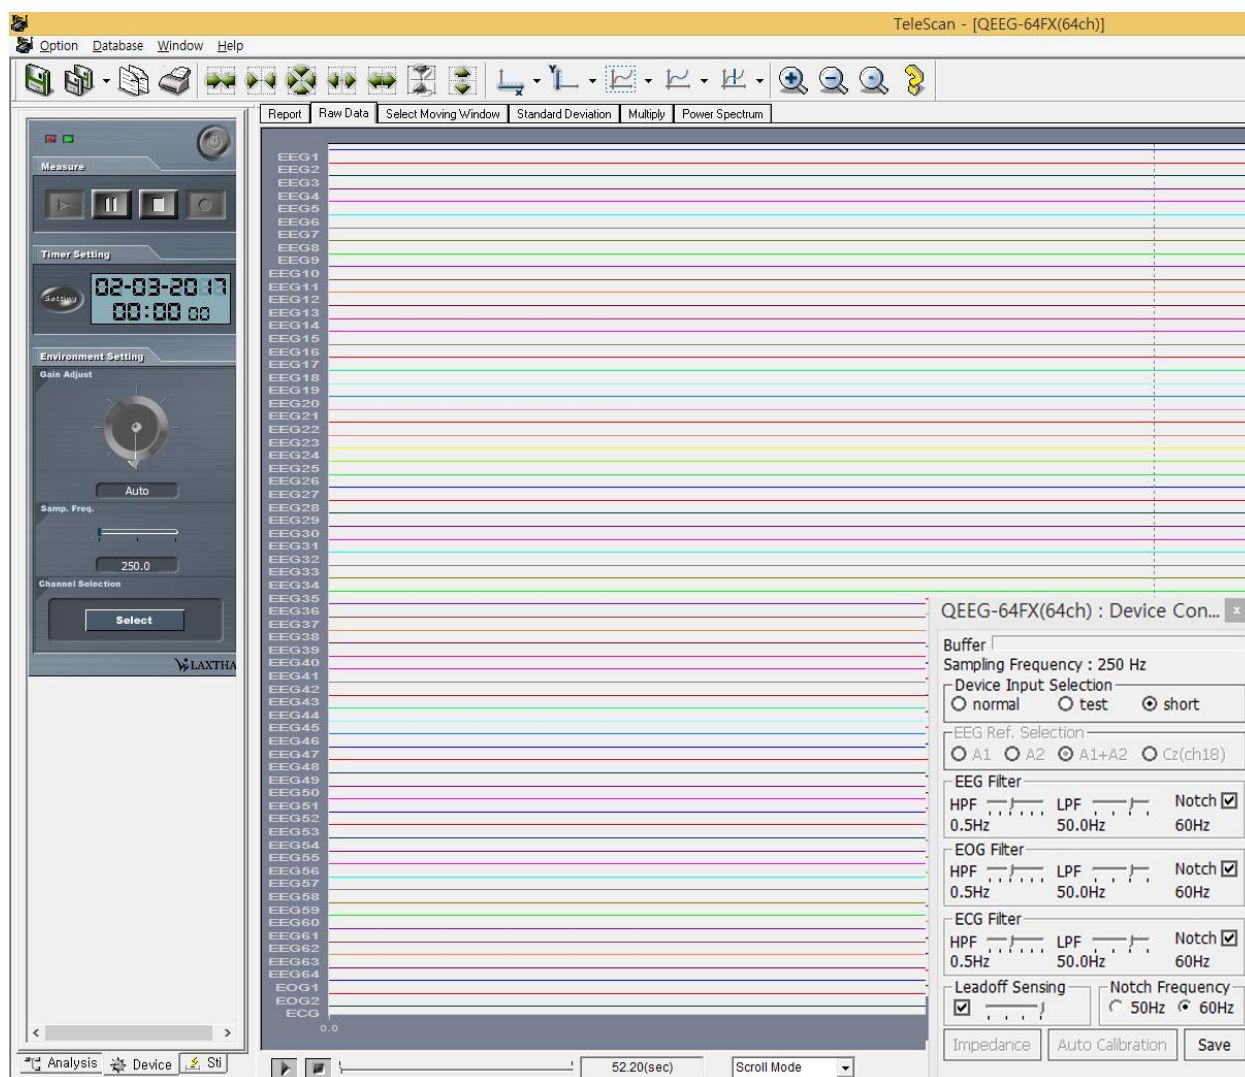 TeleScan - [QEEG-64FX(64ch)]
Option Database Window Help
Report Raw Data Select Moving Window Standard Deviation Multiply Power Spectrum
Measure
Timer Setting
Setting
02-03-2017
00:00 00
Environment Setting
Gain Adjust
Auto
Samp. Freq.
250.0
Channel Selection
Select
LAXTHA
Analysis Device Sti
EEG1
EEG2
EEG3
EEG4
EEG5
EEG6
EEG7
EEG8
EEG9
EEG10
EEG11
EEG12
EEG13
EEG14
EEG15
EEG16
EEG17
EEG18
EEG19
EEG20
EEG21
EEG22
EEG23
EEG24
EEG25
EEG26
EEG27
EEG28
EEG29
EEG30
EEG31
EEG32
EEG33
EEG34
EEG35
EEG36
EEG37
EEG38
EEG39
EEG40
EEG41
EEG42
EEG43
EEG44
EEG45
EEG46
EEG47
EEG48
EEG49
EEG50
EEG51
EEG52
EEG53
EEG54
EEG55
EEG56
EEG57
EEG58
EEG59
EEG60
EEG61
EEG62
EEG63
EEG64
EOG1
EOG2
ECG
0.0
52.20(sec) Scroll Mode
QEEG-64FX(64ch) : Device Con... x
Buffer
Sampling Frequency : 250 Hz
Device Input Selection
normal test short
EEG Ref. Selection
A1 A2 A1+A2 Cz(ch18)
EEG Filter
HPF LPF Notch
0.5Hz 50.0Hz 60Hz
EOG Filter
HPF LPF Notch
0.5Hz 50.0Hz 60Hz
ECG Filter
HPF LPF Notch
0.5Hz 50.0Hz 60Hz
Leadoff Sensing Notch Frequency
50Hz 60Hz
Impedance Auto Calibration Save